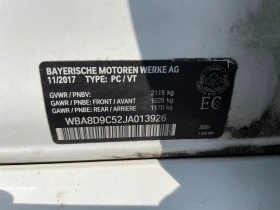 BAYERISCHE MOTOREN WERKE AG
11/2017 TYPE: PC/VT
GVWR / PNBV: 2115 kg
GAWR / PNBE: FRONT / AVANT 1020 kg
GAWR / PNBE: REAR / ARRIERE 1170 kg
EC
WBA8D9C52JA013926